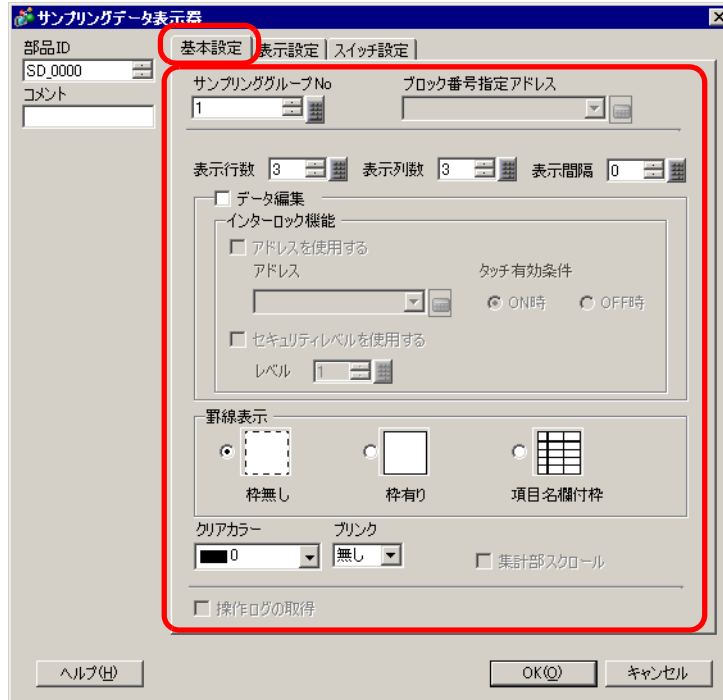 サンプリングデータ表示器
部品ID
SD_0000
コメント
基本設定 表示設定 スイッチ設定
サンプリンググループNo ブロック番号指定アドレス
1
表示行数 3 表示列数 3 表示間隔 0
データ編集
インターロック機能
アドレスを使用する
アドレス タッチ有効条件
ON時 OFF時
セキュリティレベルを使用する
レベル 1
罫線表示
枠無し 枠有り 項目名欄付枠
クリアカラー ブリンク
0 無し 集計部スクロール
操作ログの取得
ヘルプ(H) OK(O) キャンセル